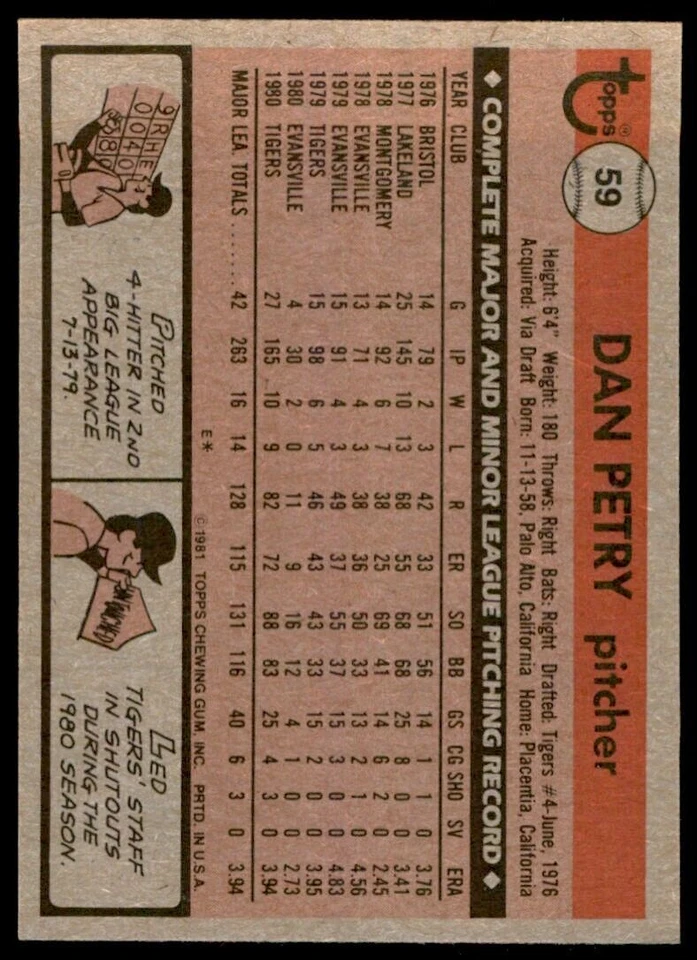 topps®
59
DAN PETRY pitcher
Height: 6'4" Weight: 180 Throws: Right Bats: Right Drafted: Tigers #4-June, 1976
Acquired: Via Draft Born: 11-13-58, Palo Alto, California Home: Placentia, California
◆ COMPLETE MAJOR AND MINOR LEAGUE PITCHING RECORD ◆
YEAR CLUB G IP W L R ER SO BB GS CG SHO SV ERA
1976 BRISTOL 14 79 2 3 42 33 51 56 14 1 1 0 3.76
1977 LAKELAND 25 145 10 13 68 55 68 68 25 8 0 0 3.41
1978 MONTGOMERY 14 92 6 7 38 25 69 41 14 6 2 0 2.45
1978 EVANSVILLE 13 71 4 3 38 36 50 33 13 2 1 0 4.56
1979 EVANSVILLE 15 91 4 3 49 37 55 37 15 3 0 0 4.83
1979 TIGERS 15 98 6 5 46 43 43 33 15 2 0 0 3.95
1980 EVANSVILLE 4 30 2 0 11 9 16 12 4 1 0 0 2.73
1980 TIGERS 27 165 10 9 82 72 88 83 25 4 3 0 3.94
MAJOR LEA. TOTALS ....... 42 263 16 14 128 115 131 116 40 6 3 0 3.94
E* ©1981 TOPPS CHEWING GUM, INC. PRTD. IN U.S.A.
9 R H E
0 0 4 0
PITCHED
4-HITTER IN 2ND
BIG LEAGUE
APPEARANCE
7-13-79.
LED
TIGERS' STAFF
IN SHUTOUTS
DURING THE
1980 SEASON.